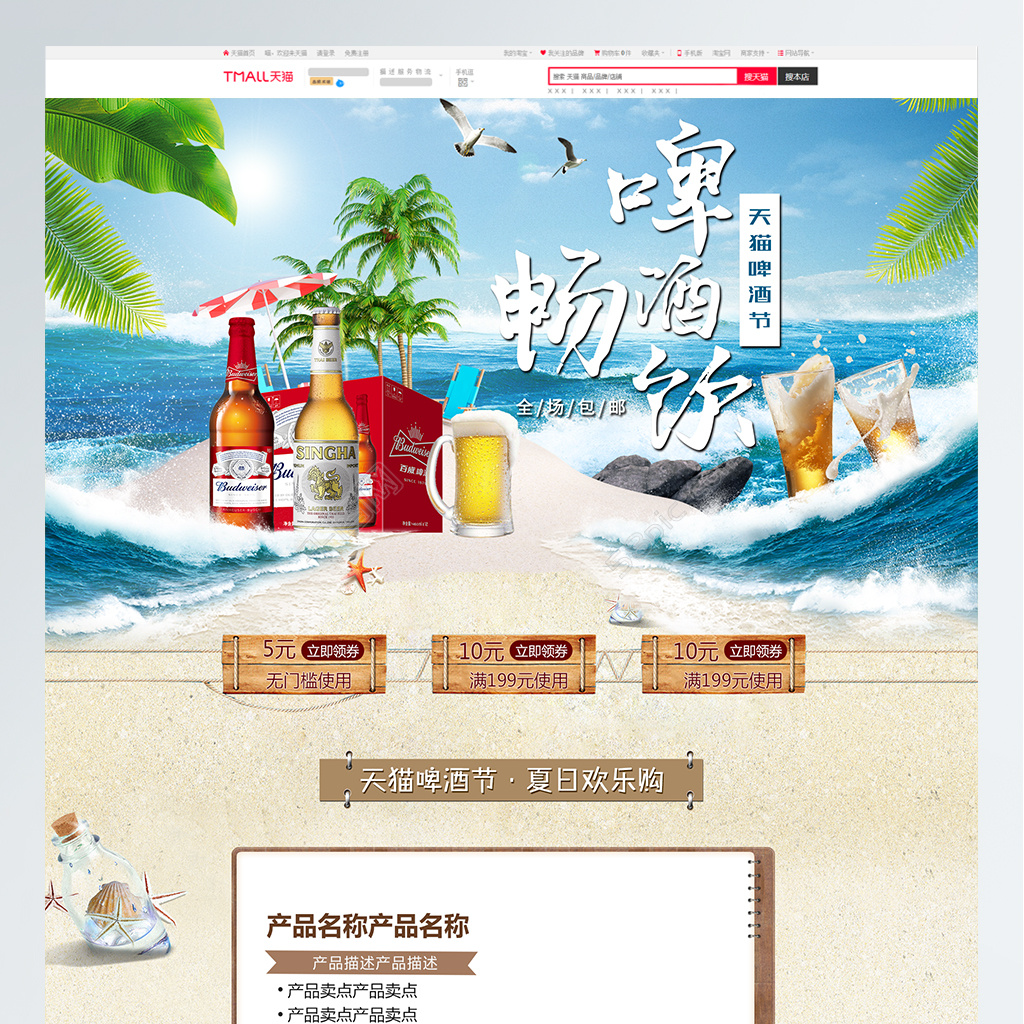 天猫首页 喵，欢迎来天猫 请登录 免费注册 我的淘宝 我关注的品牌 购物车0件 收藏夹 手机版 淘宝网 商家支持 网站导航
TMALL天猫 描述服务物流 手机逛
搜索 天猫 商品/品牌/店铺 搜天猫 搜本店
XXX | XXX | XXX | XXX |
啤酒
畅饮
天猫啤酒节
全/场/包/邮
Budweiser
SINGHA
LAGER BEER
Budweiser
百威啤酒
5元 立即领券
无门槛使用
10元 立即领券
满199元使用
10元 立即领券
满199元使用
天猫啤酒节·夏日欢乐购
产品名称产品名称
产品描述产品描述
•产品卖点产品卖点
•产品卖点产品卖点